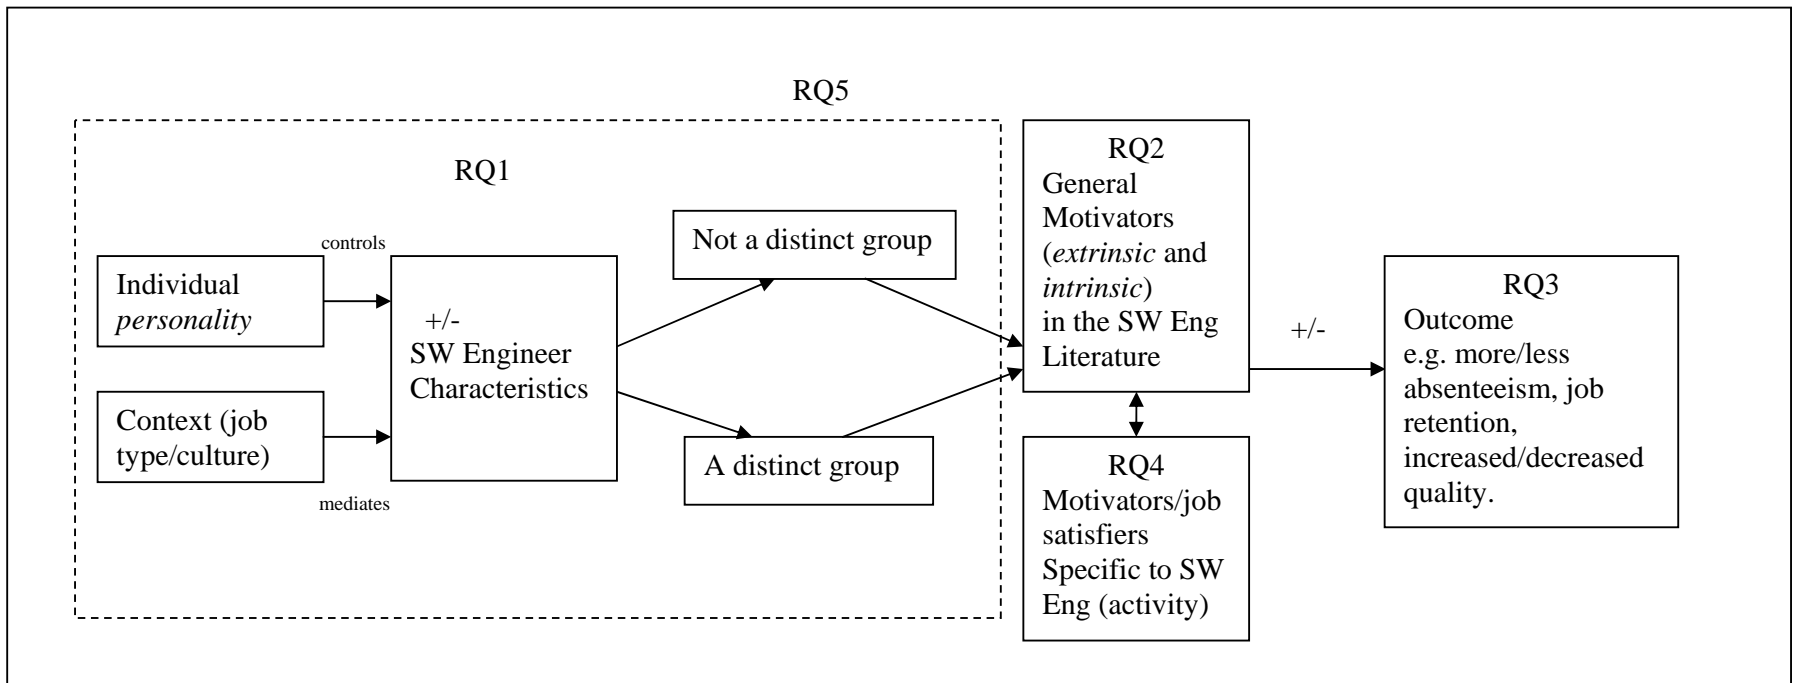 RQ5
RQ1
controls
Individual
personality
Context (job
type/culture)
mediates
+/-
SW Engineer
Characteristics
Not a distinct group
A distinct group
RQ2
General
Motivators
(extrinsic and
intrinsic)
in the SW Eng
Literature
RQ4
Motivators/job
satisfiers
Specific to SW
Eng (activity)
+/-
RQ3
Outcome
e.g. more/less
absenteeism, job
retention,
increased/decreased
quality.